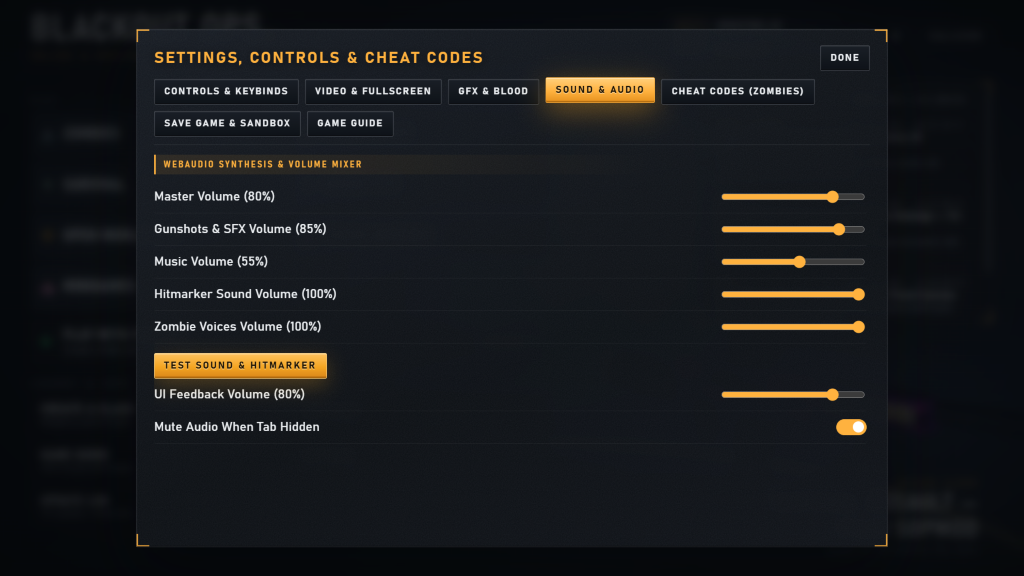 BLACKOUT OPS
SETTINGS, CONTROLS & CHEAT CODES
DONE
CONTROLS & KEYBINDS
VIDEO & FULLSCREEN
GFX & BLOOD
SOUND & AUDIO
CHEAT CODES (ZOMBIES)
SAVE GAME & SANDBOX
GAME GUIDE
WEBAUDIO SYNTHESIS & VOLUME MIXER
Master Volume (80%)
Gunshots & SFX Volume (85%)
Music Volume (55%)
Hitmarker Sound Volume (100%)
Zombie Voices Volume (100%)
TEST SOUND & HITMARKER
UI Feedback Volume (80%)
Mute Audio When Tab Hidden